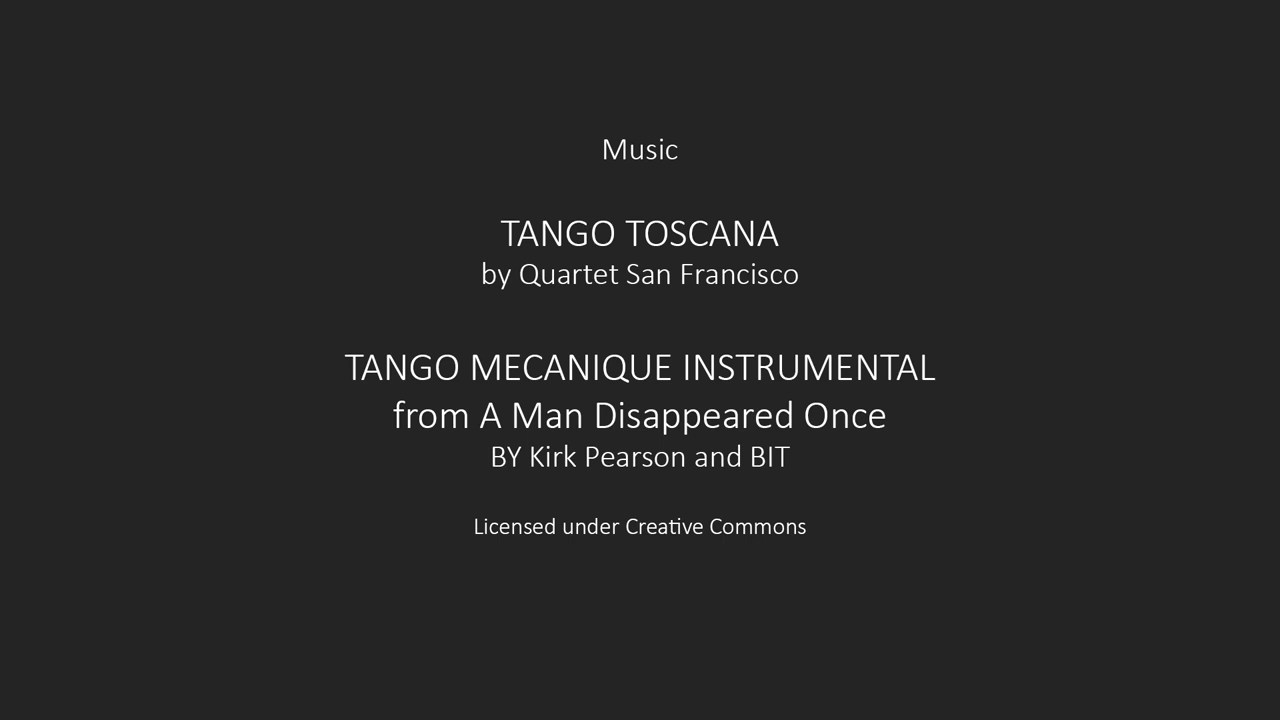 Music
TANGO TOSCANA
by Quartet San Francisco
TANGO MECANIQUE INSTRUMENTAL
from A Man Disappeared Once
BY Kirk Pearson and BIT
Licensed under Creative Commons